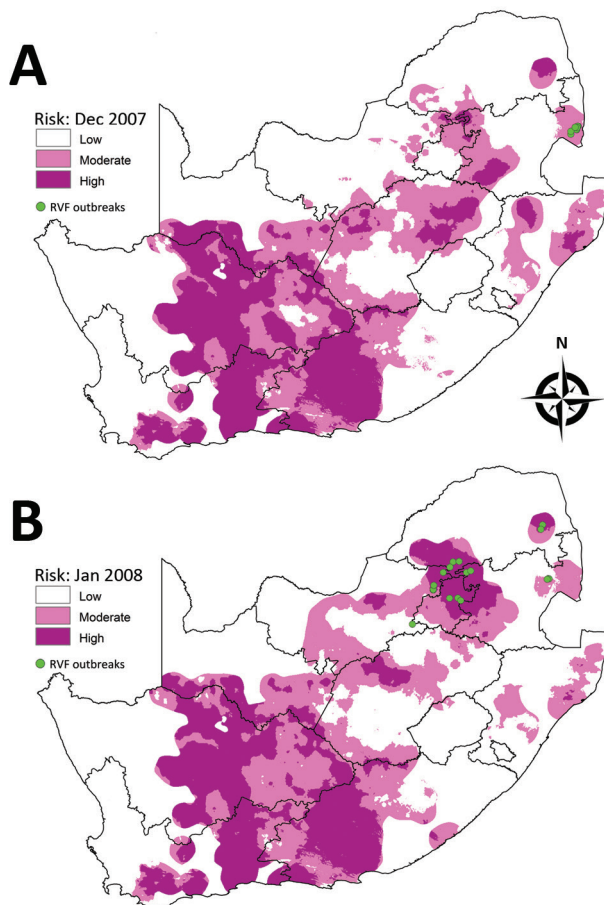 A
Risk: Dec 2007
Low
Moderate
High
RVF outbreaks
N
B
Risk: Jan 2008
Low
Moderate
High
RVF outbreaks